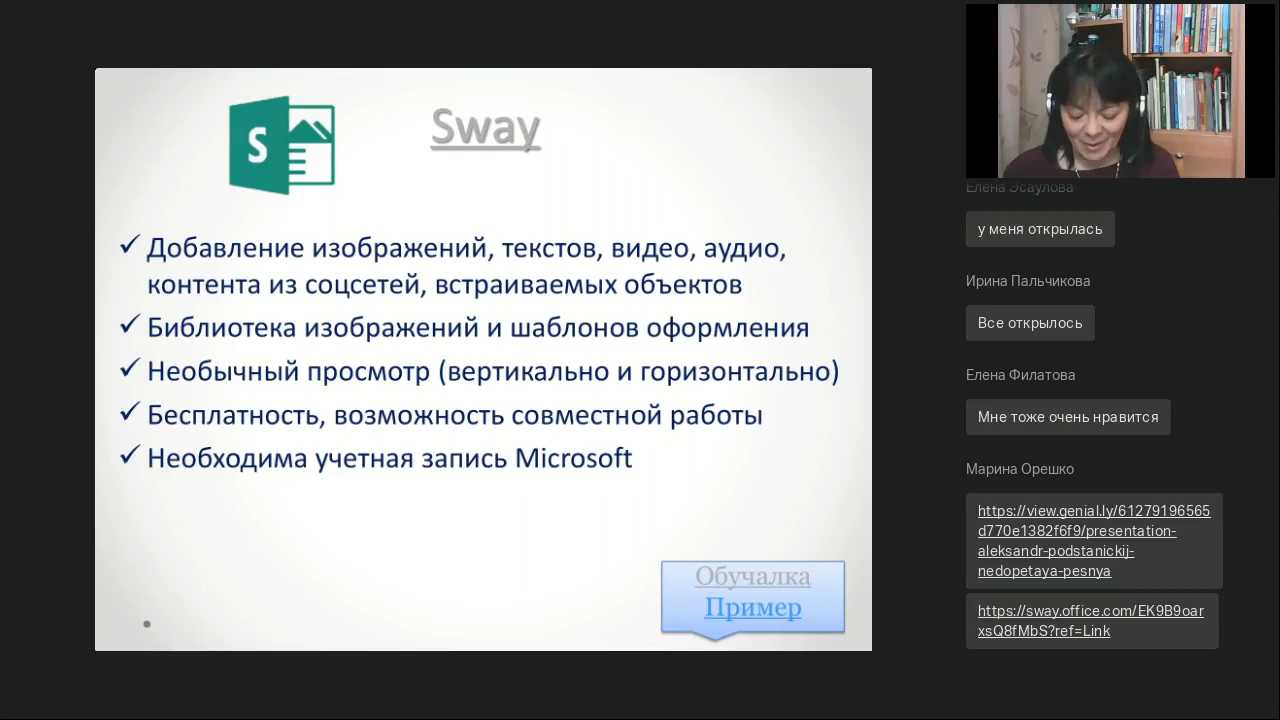 S
Sway
Добавление изображений, текстов, видео, аудио,
контента из соцсетей, встраиваемых объектов
Библиотека изображений и шаблонов оформления
Необычный просмотр (вертикально и горизонтально)
Бесплатность, возможность совместной работы
Необходима учетная запись Microsoft
Обучалка
Пример
Елена Эсаулова
у меня открылась
Ирина Пальчикова
Все открылось
Елена Филатова
Мне тоже очень нравится
Марина Орешко
https://view.genial.ly/61279196565
d770e1382f6f9/presentation-
aleksandr-podstanickij-
nedopetaya-pesnya
https://sway.office.com/EK9B9oar
xsQ8fMbS?ref=Link